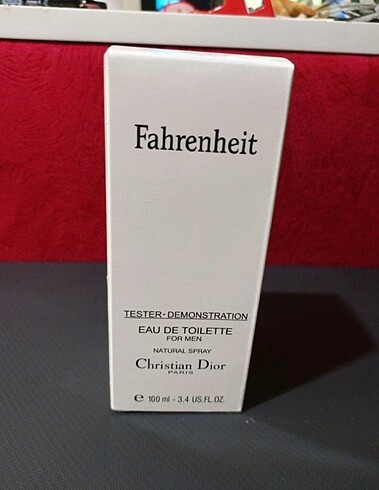 Fahrenheit
TESTER·DEMONSTRATION
EAU DE TOILETTE
FOR MEN
NATURAL SPRAY
Christian Dior
PARIS
℮ 100 ml - 3.4 US.FL.OZ.